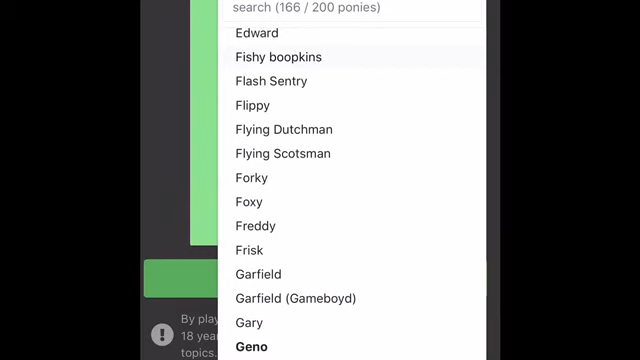 search (166 / 200 ponies)
Edward
Fishy boopkins
Flash Sentry
Flippy
Flying Dutchman
Flying Scotsman
Forky
Foxy
Freddy
Frisk
Garfield
Garfield (Gameboyd)
Gary
Geno
By play
18 year
topics.